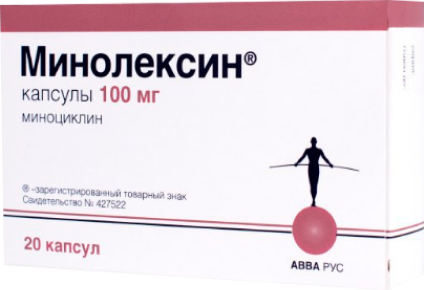 Минолексин®
капсулы 100 мг
миноциклин
® -зарегистрированный товарный знак
Свидетельство № 427522
20 капсул
АВВА РУС